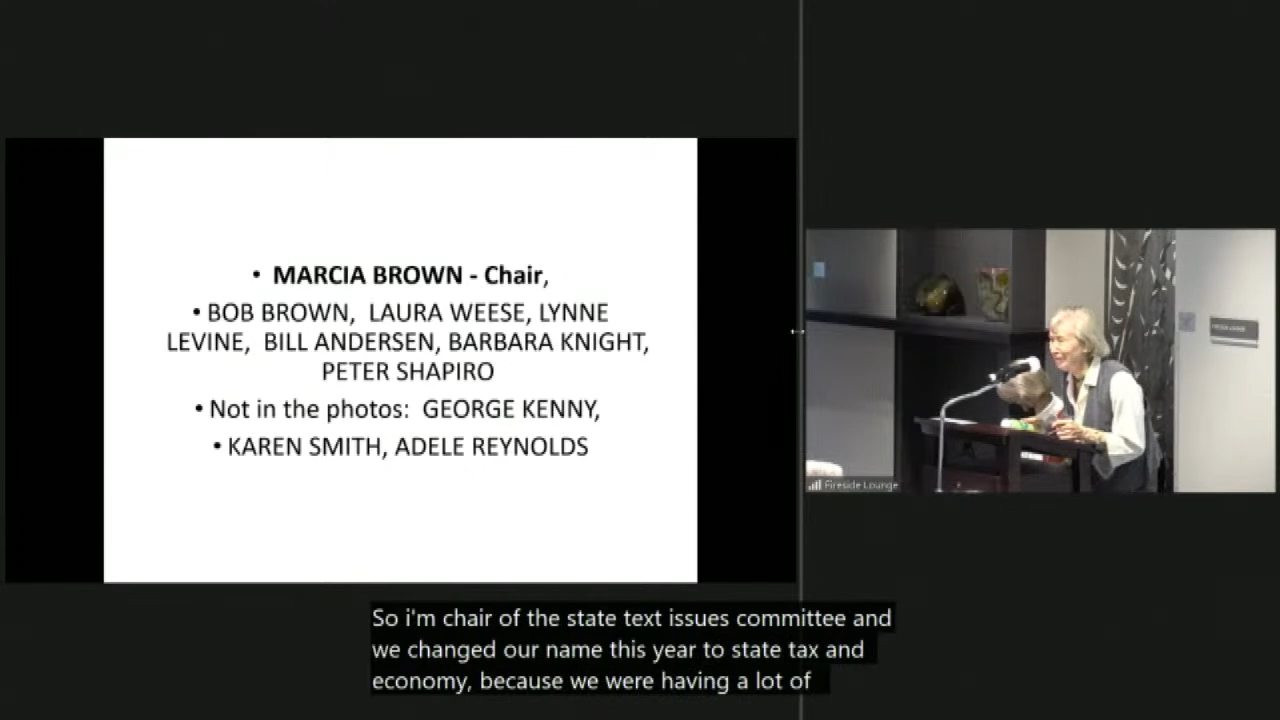 • MARCIA BROWN - Chair,
• BOB BROWN, LAURA WEESE, LYNNE
LEVINE, BILL ANDERSEN, BARBARA KNIGHT,
PETER SHAPIRO
• Not in the photos: GEORGE KENNY,
• KAREN SMITH, ADELE REYNOLDS
Fireside Lounge
So i'm chair of the state text issues committee and
we changed our name this year to state tax and
economy, because we were having a lot of